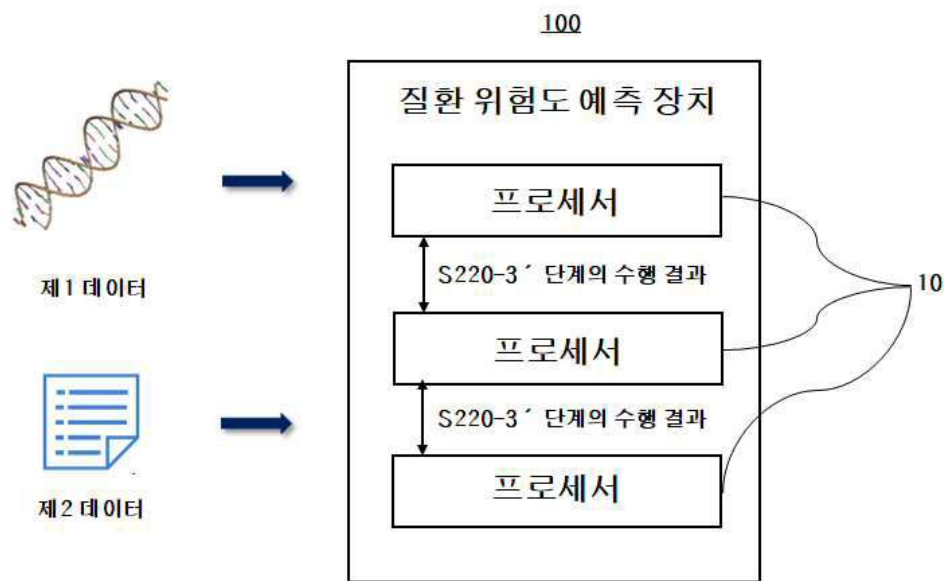 100
질환 위험도 예측 장치
프로세서
S220-3´ 단계의 수행 결과
제1 데이터
10
프로세서
S220-3´ 단계의 수행 결과
프로세서
제2 데이터